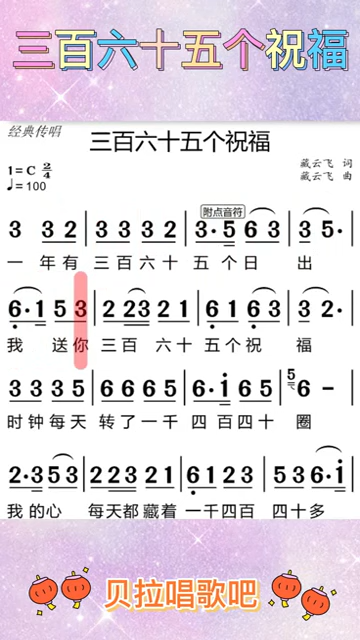 三百六十五个祝福
经典传唱
三百六十五个祝福
1=C 2/4
♩=100
藏云飞 词
藏云飞 曲
附点音符
3 3 2 | 3 3 3 2 | 3· 5 6 3 | 3 5·
一 年有 三百六十 五个日 出
6·1 5 3 | 2 23 2 1 | 6 1 6 3 | 3 2·
我 送你 三百 六十 五个祝 福
3 3 3 5 | 6 6 6 5 | 6·i 6 5 | 5 6 -
时钟每天 转了一千 四百四十 圈
2·3 5 3 | 2 2 3 2 1 | 6 1 2 3 | 5 3 6·i
我的心 每天都藏着 一千四百 四十多
贝拉唱歌吧